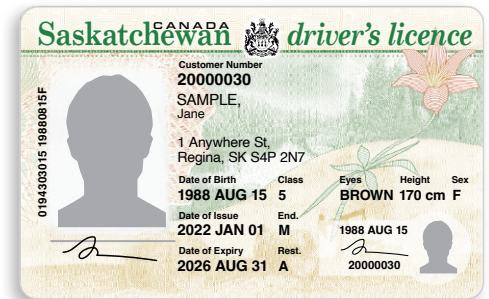 CANADA
Saskatchewan driver's licence
Customer Number
20000030
SAMPLE,
Jane
1 Anywhere St,
Regina, SK S4P 2N7
Date of Birth Class Eyes Height Sex
1988 AUG 15 5 BROWN 170 cm F
Date of Issue End.
2022 JAN 01 M
1988 AUG 15
Date of Expiry Rest.
2026 AUG 31 A
20000030
0194303015 19880815F